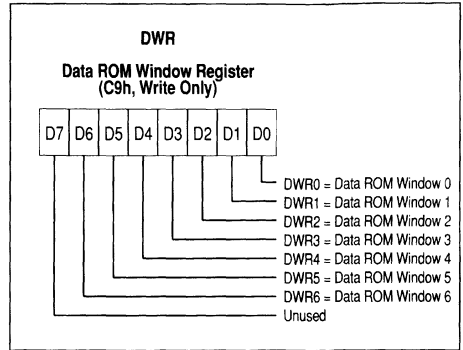 DWR
Data ROM Window Register
(C9h, Write Only)
D7 D6 D5 D4 D3 D2 D1 D0
DWR0 = Data ROM Window 0
DWR1 = Data ROM Window 1
DWR2 = Data ROM Window 2
DWR3 = Data ROM Window 3
DWR4 = Data ROM Window 4
DWR5 = Data ROM Window 5
DWR6 = Data ROM Window 6
Unused